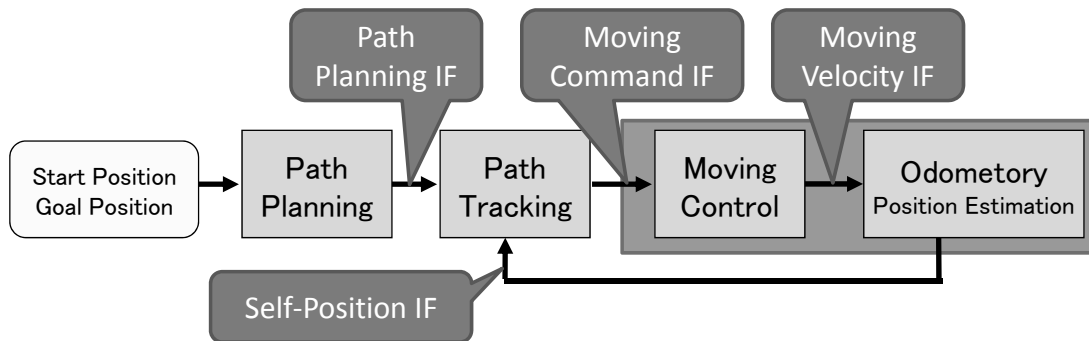 Path
Planning IF
Moving
Command IF
Moving
Velocity IF
Start Position
Goal Position
Path
Planning
Path
Tracking
Moving
Control
Odometory
Position Estimation
Self-Position IF